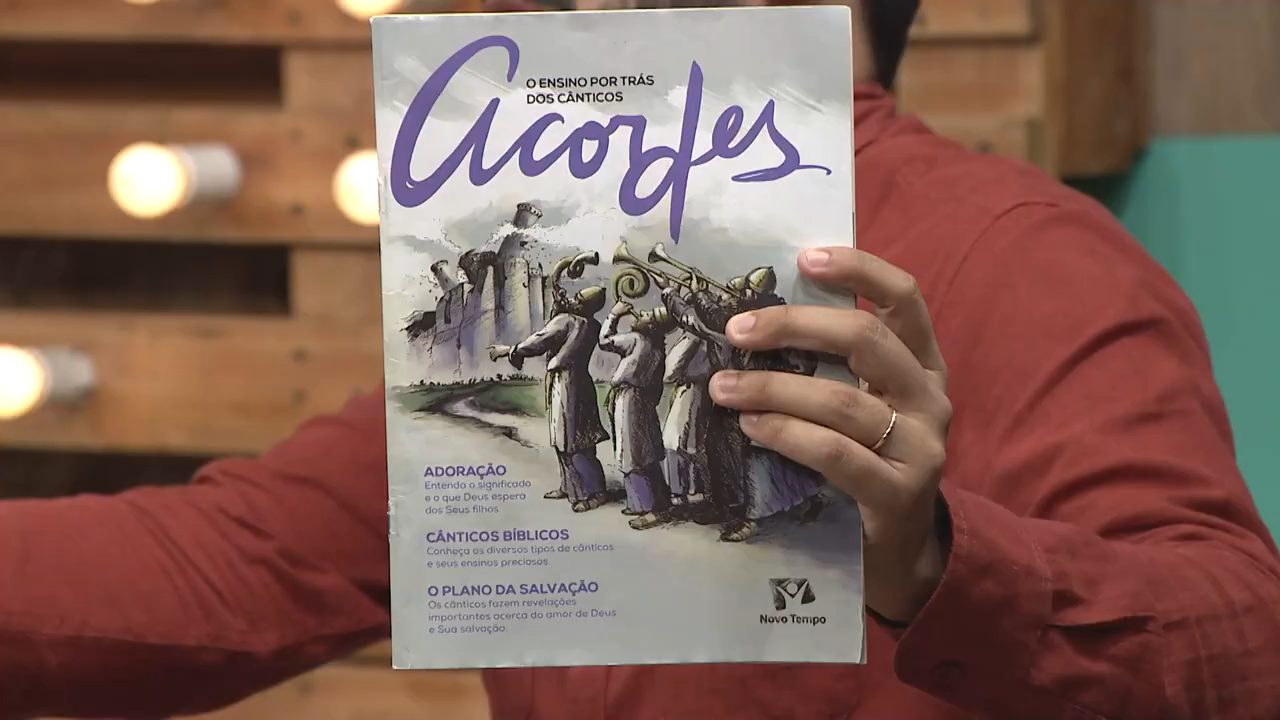 O ENSINO POR TRÁS
DOS CÂNTICOS
Acordes
ADORAÇÃO
Entenda o significado
e o que Deus espera
dos Seus filhos.
CÂNTICOS BÍBLICOS
Conheça os diversos tipos de cânticos
e seus ensinos preciosos.
O PLANO DA SALVAÇÃO
Os cânticos fazem revelações
importantes acerca do amor de Deus
e Sua salvação.
Novo Tempo